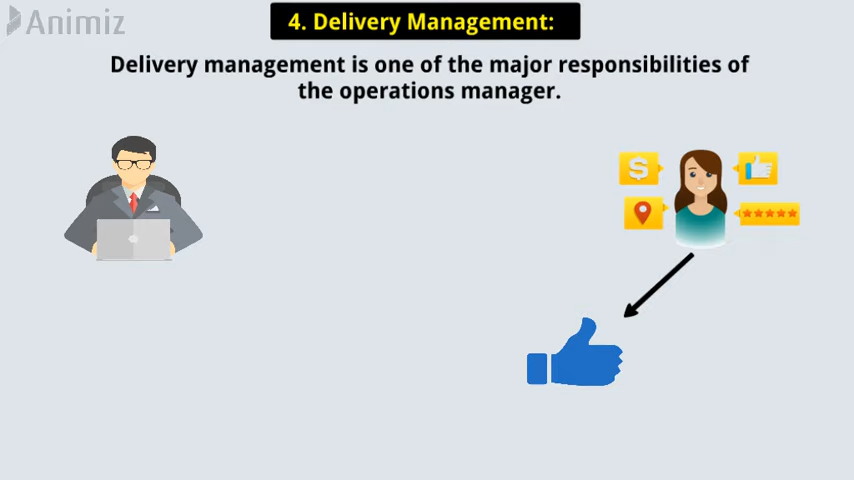 Animiz
4. Delivery Management:
Delivery management is one of the major responsibilities of
the operations manager.
$